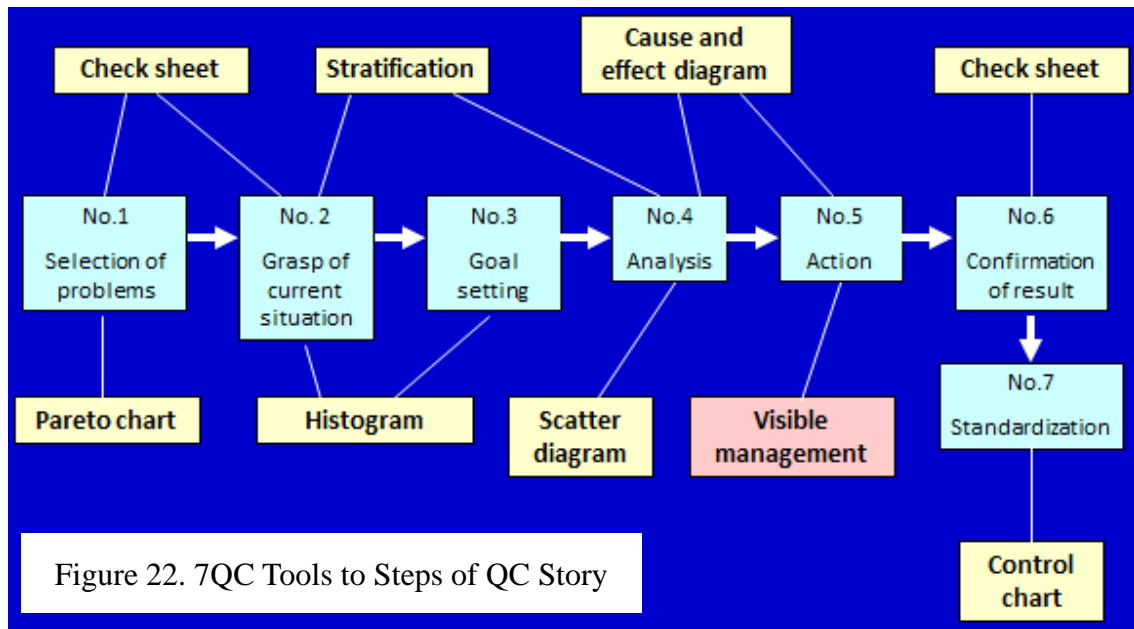 Check sheet
Stratification
Cause and
effect diagram
Check sheet
No.1
Selection of
problems
No. 2
Grasp of
current
situation
No.3
Goal
setting
No.4
Analysis
No.5
Action
No.6
Confirmation
of result
No.7
Standardization
Pareto chart
Histogram
Scatter
diagram
Visible
management
Control
chart
Figure 22. 7QC Tools to Steps of QC Story